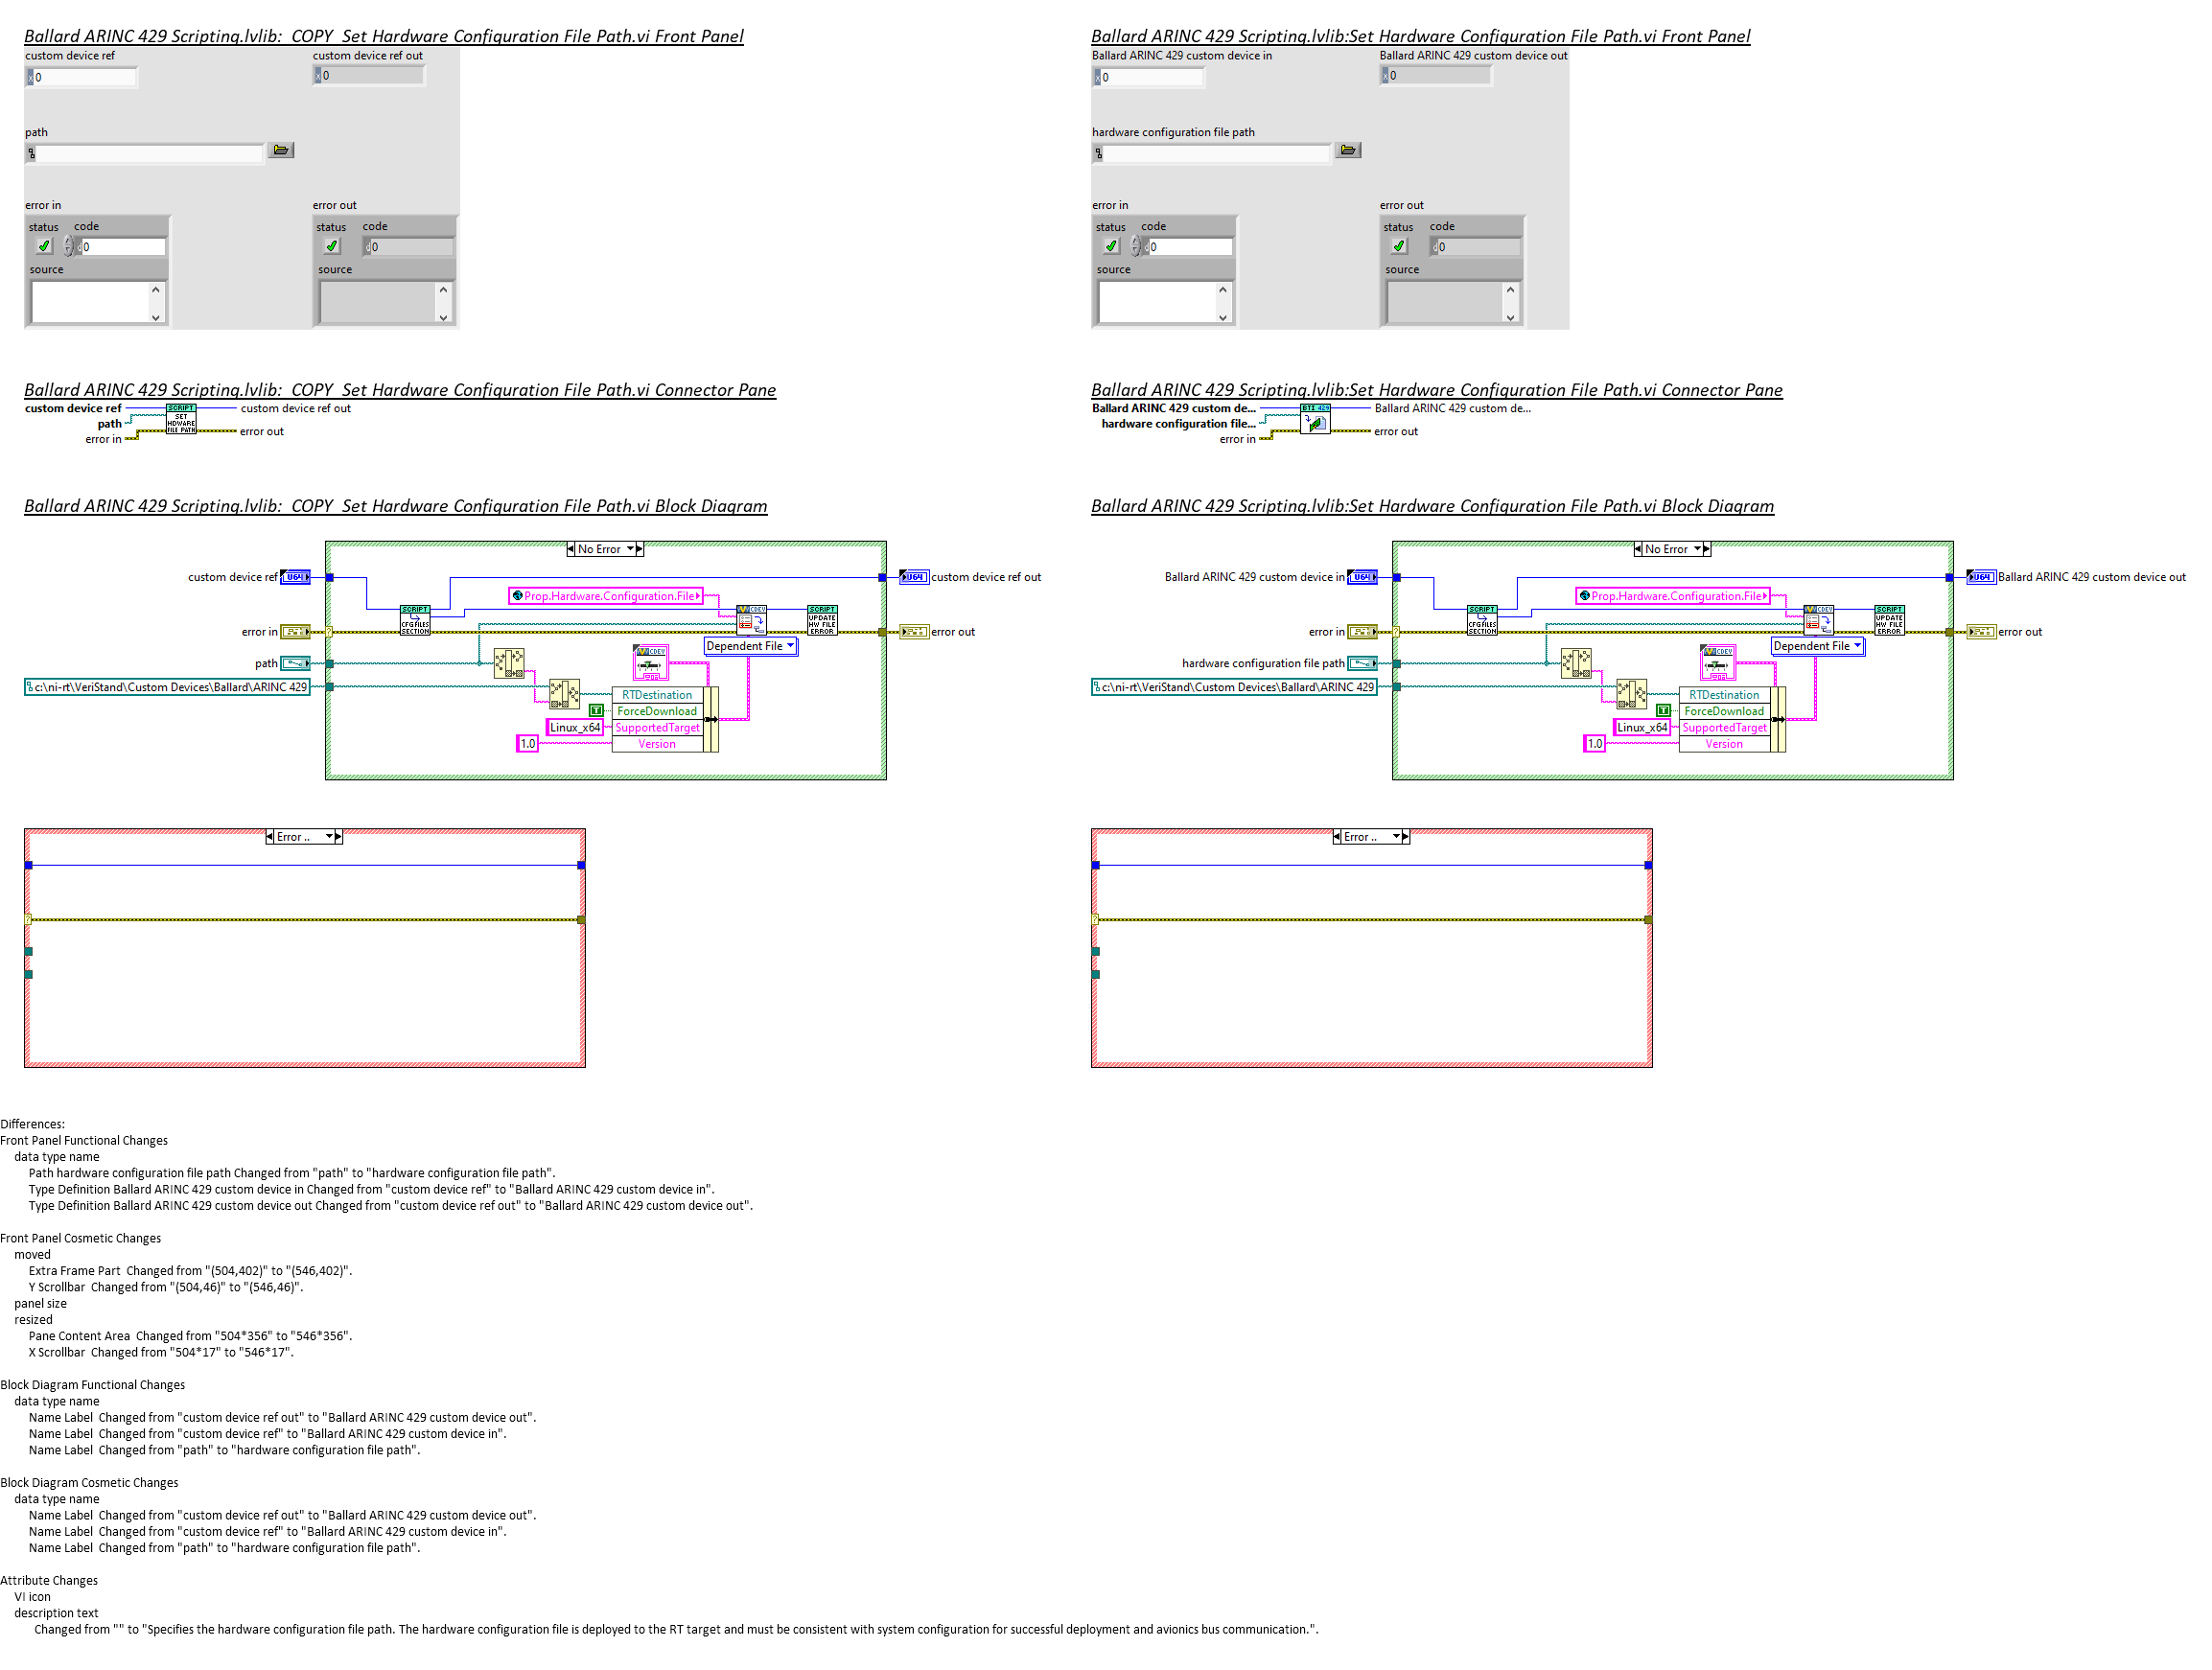 Ballard ARINC 429 Scripting.lvlib:  COPY  Set Hardware Configuration File Path.vi Front Panel
custom device ref
custom device ref out
x 0
x 0
path
error in
error out
status
code
status
code
d 0
d 0
source
source
Ballard ARINC 429 Scripting.lvlib:Set Hardware Configuration File Path.vi Front Panel
Ballard ARINC 429 custom device in
Ballard ARINC 429 custom device out
x 0
x 0
hardware configuration file path
error in
error out
status
code
status
code
d 0
d 0
source
source
Ballard ARINC 429 Scripting.lvlib:  COPY  Set Hardware Configuration File Path.vi Connector Pane
custom device ref
path
error in
SCRIPT
SET
HDWARE
FILE PATH
custom device ref out
error out
Ballard ARINC 429 Scripting.lvlib:Set Hardware Configuration File Path.vi Connector Pane
Ballard ARINC 429 custom de...
hardware configuration file...
error in
BTI 429
Ballard ARINC 429 custom de...
error out
Ballard ARINC 429 Scripting.lvlib:  COPY  Set Hardware Configuration File Path.vi Block Diagram
No Error
custom device ref
U64
U64
custom device ref out
Prop.Hardware.Configuration.File
SCRIPT
CFGFILES
SECTION
CDEV
SCRIPT
UPDATE
HW FILE
ERROR
error in
?
error out
Dependent File
path
CDEV
c:\ni-rt\VeriStand\Custom Devices\Ballard\ARINC 429
RTDestination
T
ForceDownload
Linux_x64
SupportedTarget
1.0
Version
Error ..
?
Ballard ARINC 429 Scripting.lvlib:Set Hardware Configuration File Path.vi Block Diagram
No Error
Ballard ARINC 429 custom device in
U64
U64
Ballard ARINC 429 custom device out
Prop.Hardware.Configuration.File
SCRIPT
CFGFILES
SECTION
CDEV
SCRIPT
UPDATE
HW FILE
ERROR
error in
?
error out
Dependent File
hardware configuration file path
CDEV
c:\ni-rt\VeriStand\Custom Devices\Ballard\ARINC 429
RTDestination
T
ForceDownload
Linux_x64
SupportedTarget
1.0
Version
Error ..
?
Differences:
Front Panel Functional Changes
data type name
Path hardware configuration file path Changed from "path" to "hardware configuration file path".
Type Definition Ballard ARINC 429 custom device in Changed from "custom device ref" to "Ballard ARINC 429 custom device in".
Type Definition Ballard ARINC 429 custom device out Changed from "custom device ref out" to "Ballard ARINC 429 custom device out".
Front Panel Cosmetic Changes
moved
Extra Frame Part  Changed from "(504,402)" to "(546,402)".
Y Scrollbar  Changed from "(504,46)" to "(546,46)".
panel size
resized
Pane Content Area  Changed from "504*356" to "546*356".
X Scrollbar  Changed from "504*17" to "546*17".
Block Diagram Functional Changes
data type name
Name Label  Changed from "custom device ref out" to "Ballard ARINC 429 custom device out".
Name Label  Changed from "custom device ref" to "Ballard ARINC 429 custom device in".
Name Label  Changed from "path" to "hardware configuration file path".
Block Diagram Cosmetic Changes
data type name
Name Label  Changed from "custom device ref out" to "Ballard ARINC 429 custom device out".
Name Label  Changed from "custom device ref" to "Ballard ARINC 429 custom device in".
Name Label  Changed from "path" to "hardware configuration file path".
Attribute Changes
VI icon
description text
Changed from "" to "Specifies the hardware configuration file path. The hardware configuration file is deployed to the RT target and must be consistent with system configuration for successful deployment and avionics bus communication.".